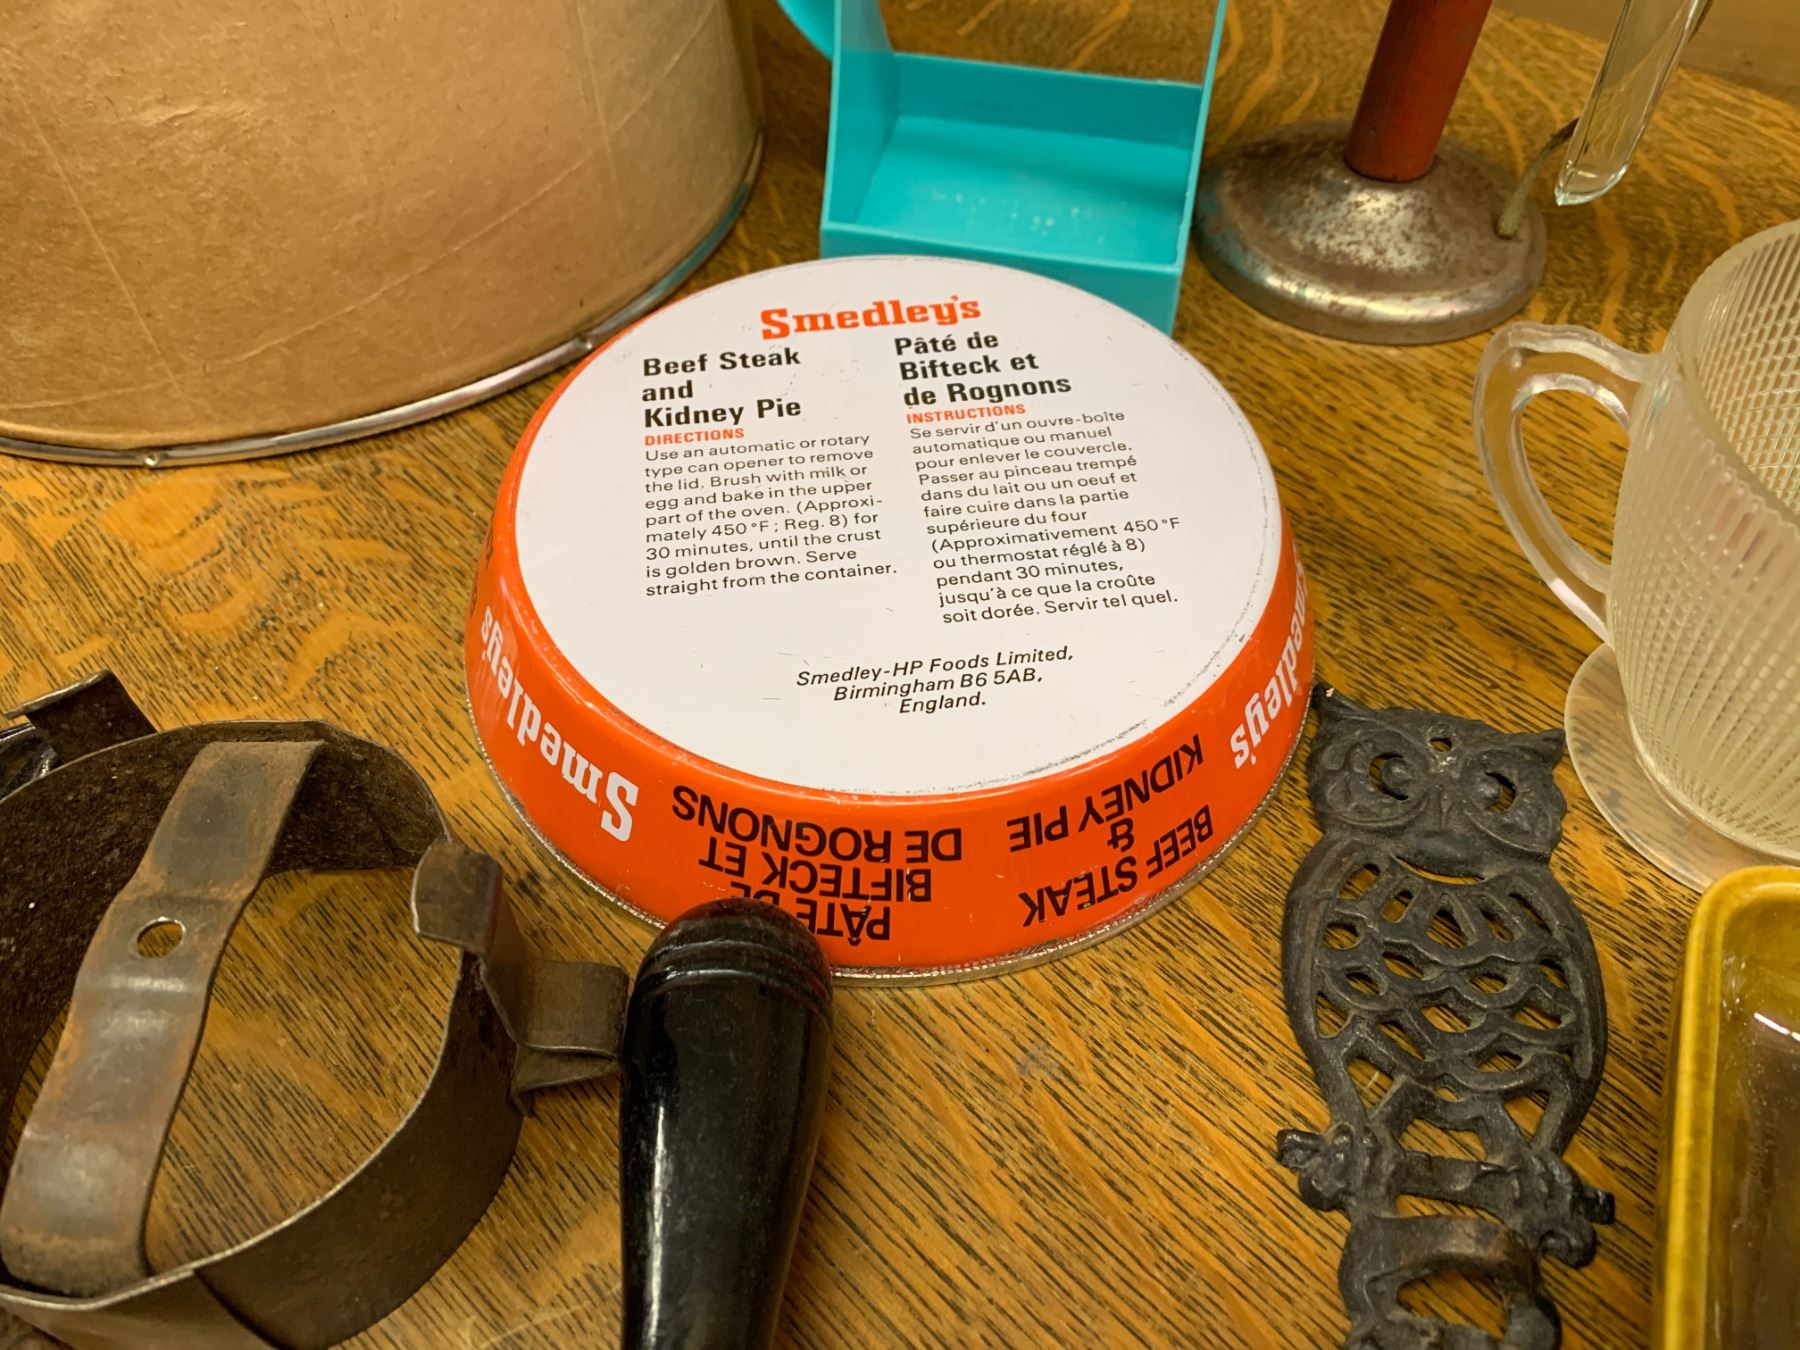 Smedley's
Beef Steak
and
Kidney Pie
DIRECTIONS
Use an automatic or rotary
type can opener to remove
the lid. Brush with milk or
egg and bake in the upper
part of the oven. (Approxi-
mately 450°F; Reg. 8) for
30 minutes, until the crust
is golden brown. Serve
straight from the container.
Pâté de
Bifteck et
de Rognons
INSTRUCTIONS
Se servir d'un ouvre-boîte
automatique ou manuel
pour enlever le couvercle.
Passer au pinceau trempé
dans du lait ou un oeuf et
faire cuire dans la partie
supérieure du four
(Approximativement 450°F
ou thermostat réglé à 8)
pendant 30 minutes,
jusqu'à ce que la croûte
soit dorée. Servir tel quel.
Smedley-HP Foods Limited,
Birmingham B6 5AB,
England.
Smedley's
BEEF STEAK
&
KIDNEY PIE
PÂTÉ DE
BIFTECK ET
DE ROGNONS
Smedley's